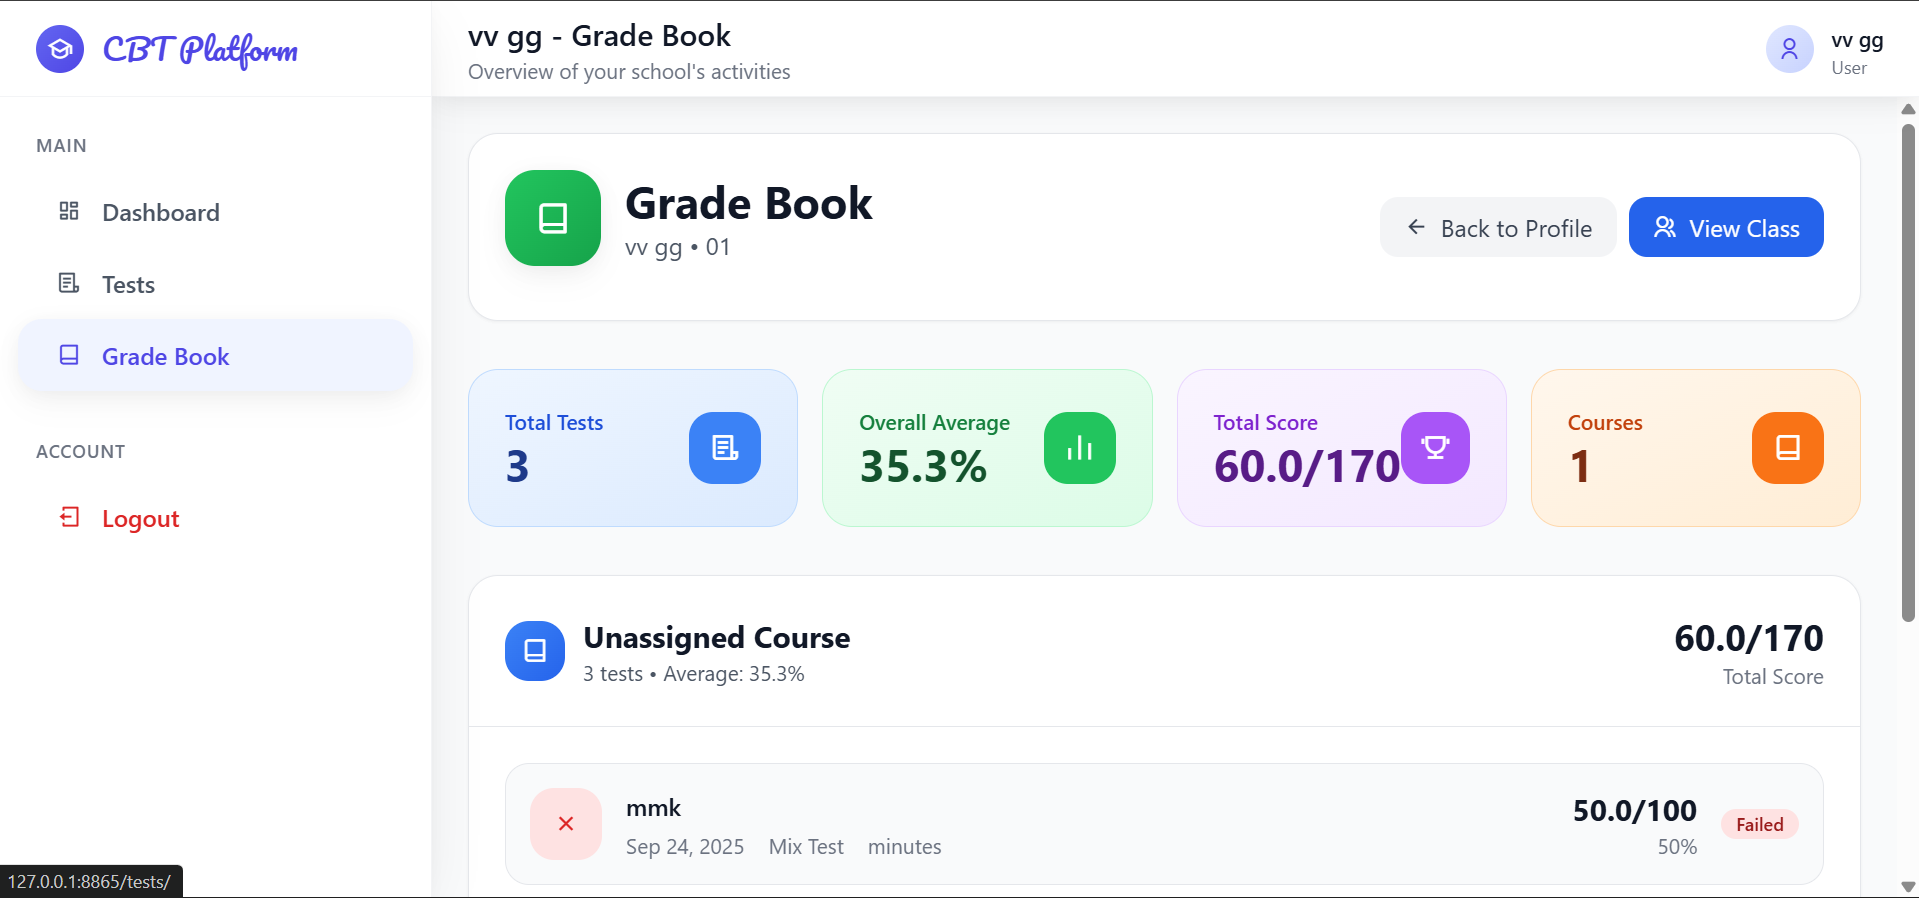 CBT Platform
MAIN
Dashboard
Tests
Grade Book
ACCOUNT
Logout
vv gg - Grade Book
Overview of your school's activities
vv gg
User
Grade Book
vv gg • 01
Back to Profile
View Class
Total Tests
3
Overall Average
35.3%
Total Score
60.0/170
Courses
1
Unassigned Course
3 tests • Average: 35.3%
60.0/170
Total Score
mmk
Sep 24, 2025 Mix Test minutes
50.0/100
50%
Failed
127.0.0.1:8865/tests/